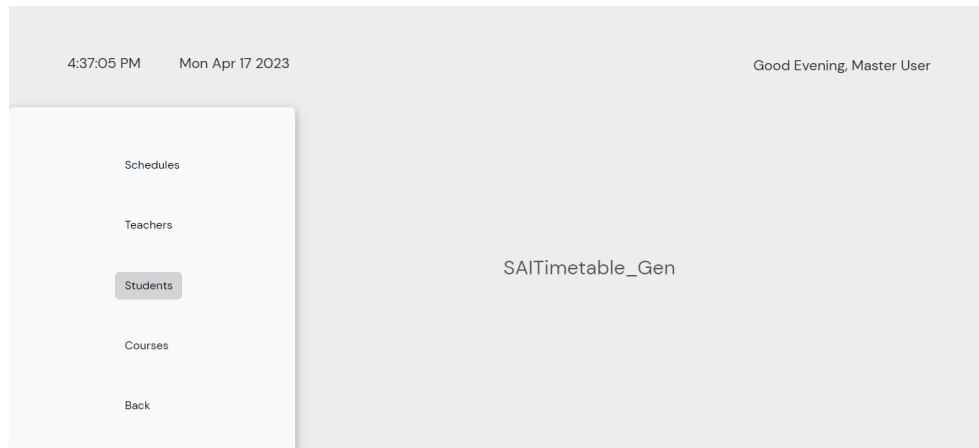 4:37:05 PM Mon Apr 17 2023
Good Evening, Master User
Schedules
Teachers
Students
Courses
Back
SAITimetable_Gen